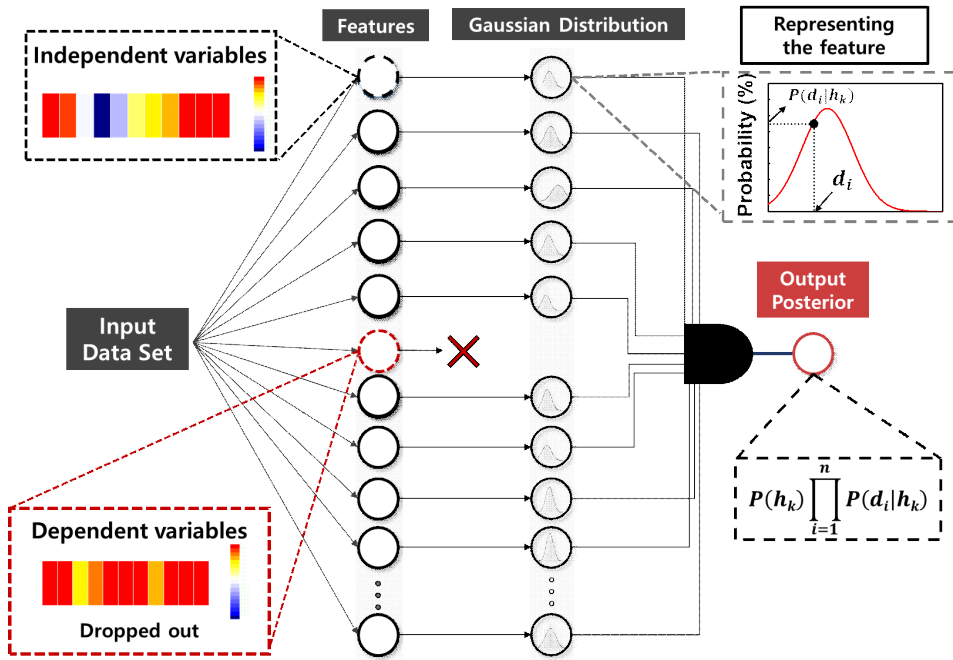 Features
Gaussian Distribution
Representing
the feature
Independent variables
Probability (%)
P(d_i|h_k)
d_i
Input
Data Set
Output
Posterior
P(h_k) ∏_{i=1}^{n} P(d_i|h_k)
Dependent variables
Dropped out